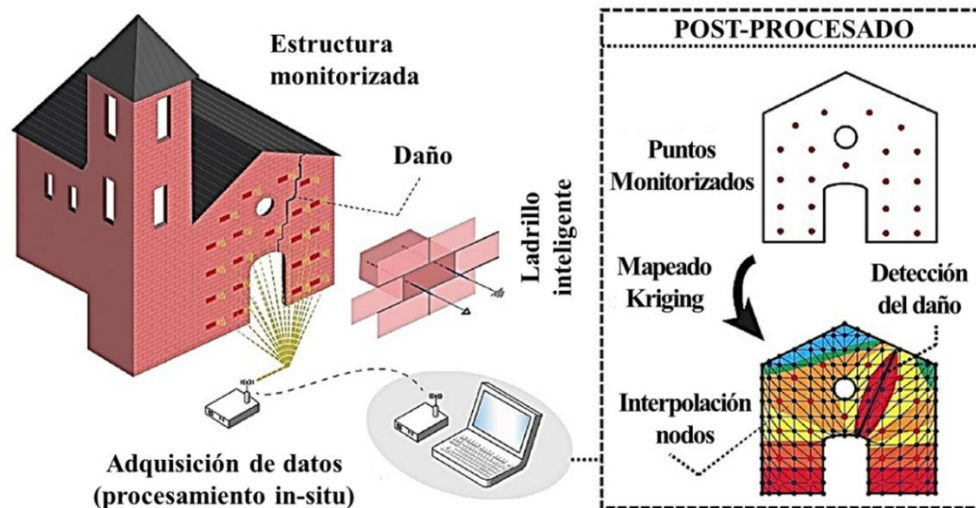 Estructura
monitorizada
Daño
Ladrillo
inteligente
Adquisición de datos
(procesamiento in-situ)
POST-PROCESADO
Puntos
Monitorizados
Mapeado
Kriging
Detección
del daño
Interpolación
nodos